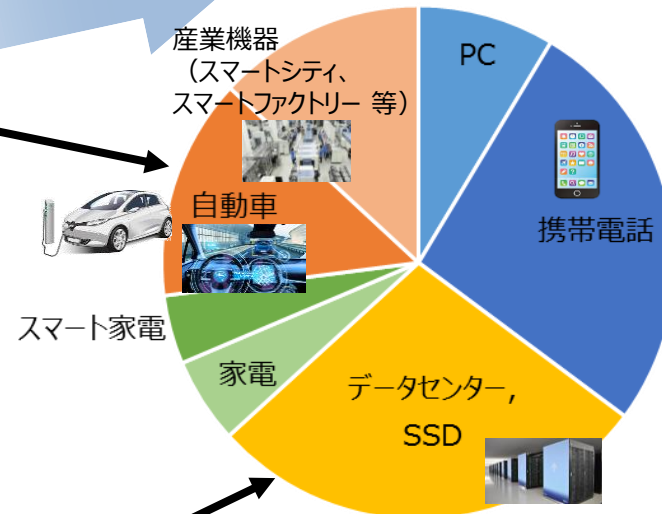 産業機器
（スマートシティ、
スマートファクトリー 等）
PC
携帯電話
自動車
スマート家電
家電
データセンター,
SSD